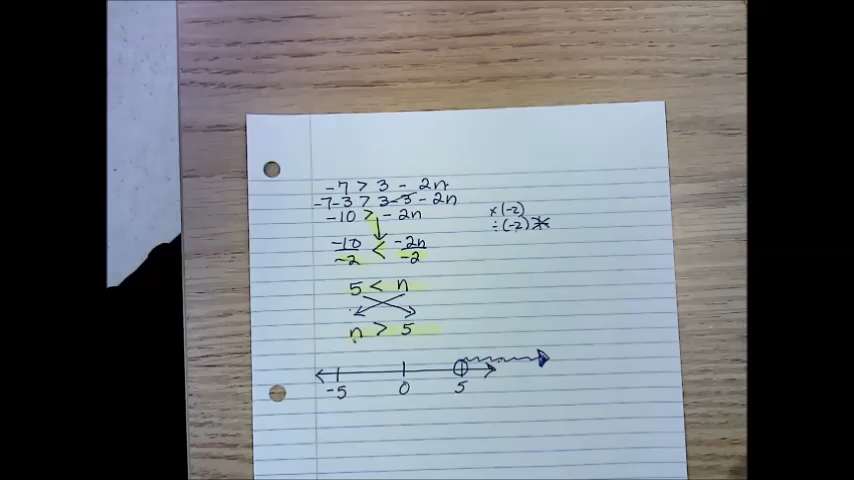 -7 > 3 - 2n
-7-3 > 3-3 - 2n
-10 > -2n
×(-2)
÷(-2)
-10 < -2n
-2 -2
5 < n
n > 5
-5 0 5